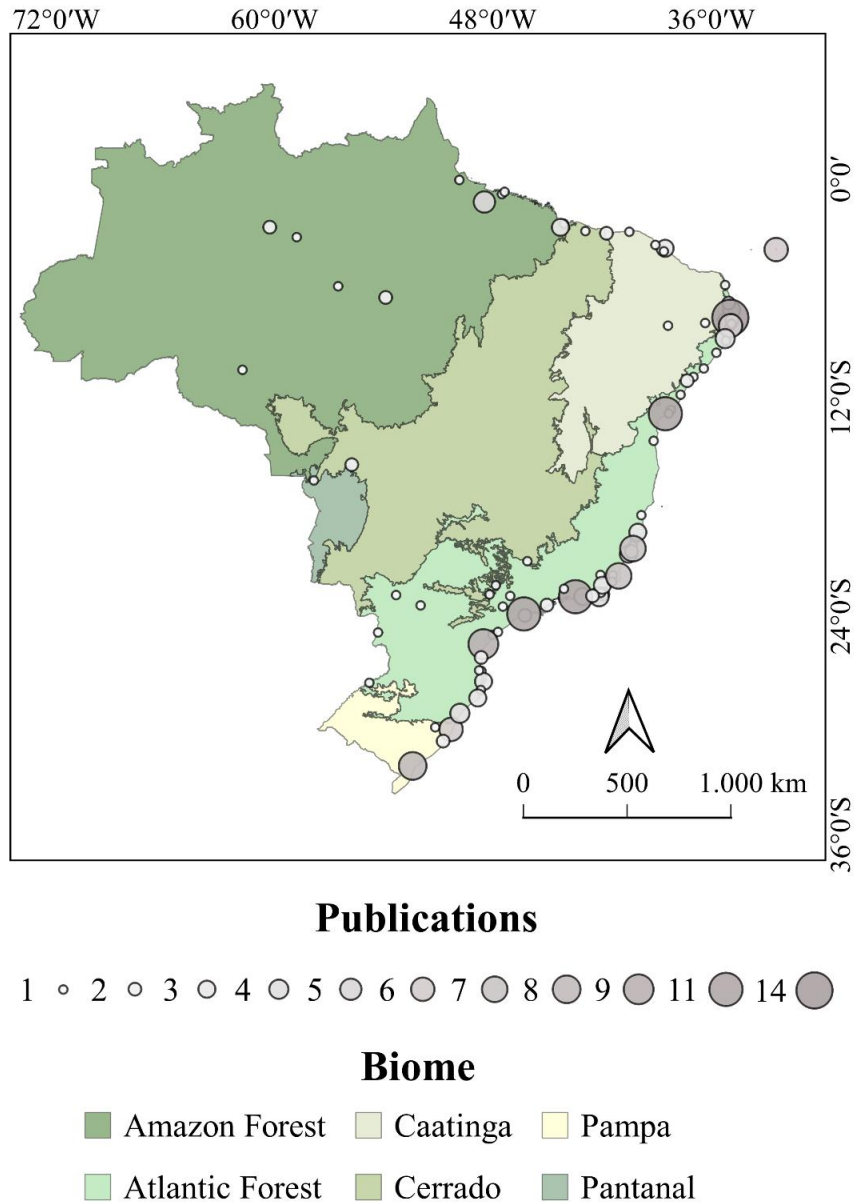 72°0′W 60°0′W 48°0′W 36°0′W
0°0′
12°0′S
24°0′S
36°0′S
0 500 1.000 km
Publications
1 2 3 4 5 6 7 8 9 11 14
Biome
Amazon Forest Caatinga Pampa
Atlantic Forest Cerrado Pantanal